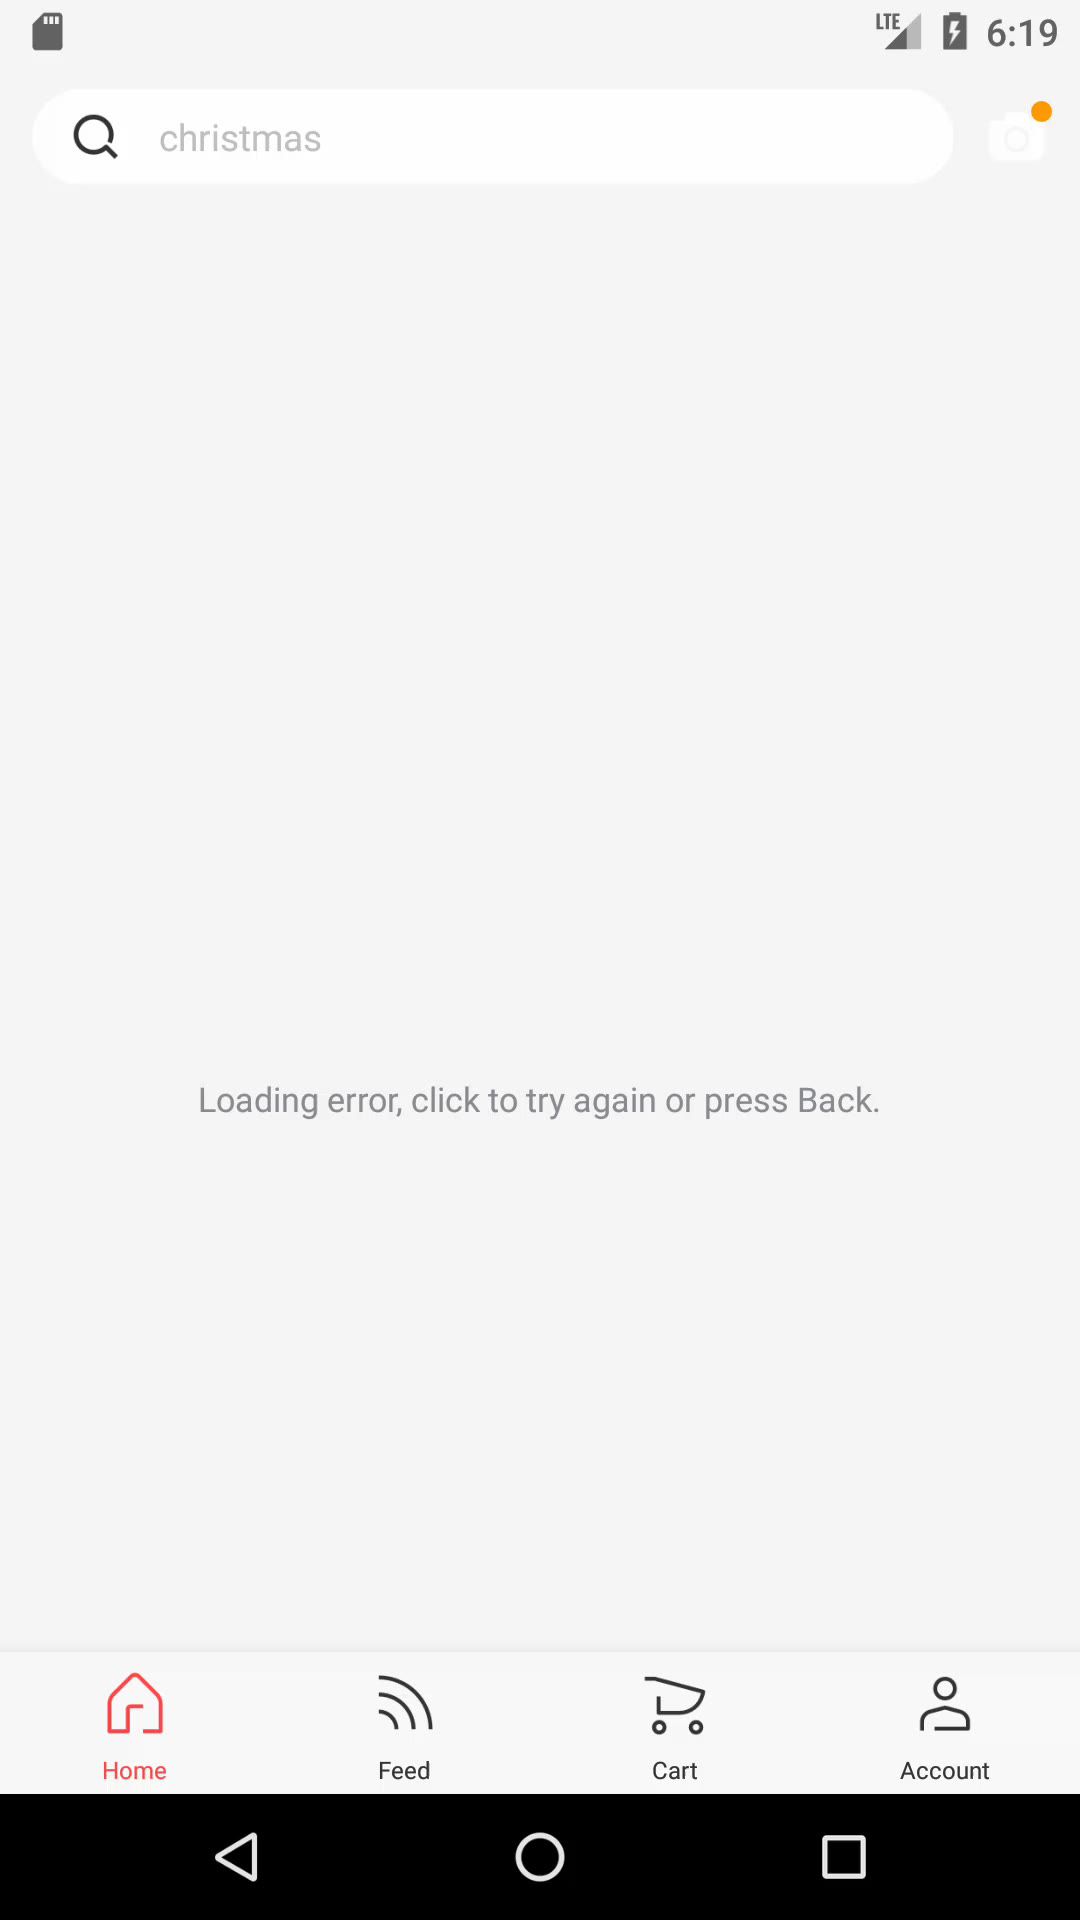 LTE 6:19
christmas
Loading error, click to try again or press Back.
Home Feed Cart Account